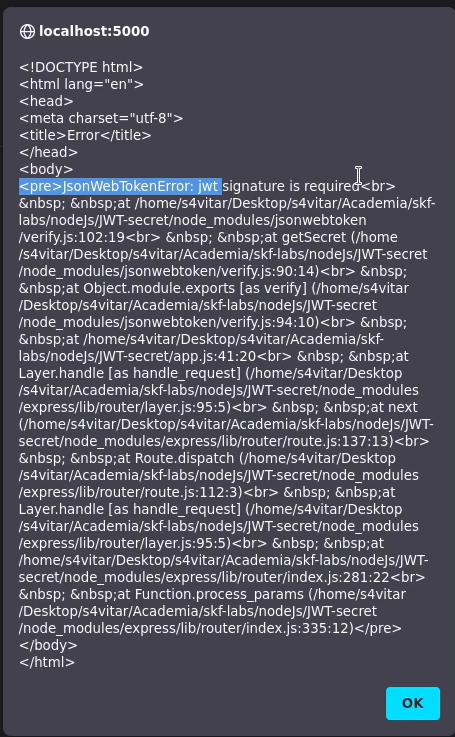 localhost:5000
<!DOCTYPE html>
<html lang="en">
<head>
<meta charset="utf-8">
<title>Error</title>
</head>
<body>
<pre>JsonWebTokenError: jwt signature is required<br>
&nbsp; &nbsp;at /home/s4vitar/Desktop/s4vitar/Academia/skf-
labs/nodeJs/JWT-secret/node_modules/jsonwebtoken
/verify.js:102:19<br> &nbsp; &nbsp;at getSecret (/home
/s4vitar/Desktop/s4vitar/Academia/skf-labs/nodeJs/JWT-secret
/node_modules/jsonwebtoken/verify.js:90:14)<br> &nbsp;
&nbsp;at Object.module.exports [as verify] (/home/s4vitar
/Desktop/s4vitar/Academia/skf-labs/nodeJs/JWT-secret
/node_modules/jsonwebtoken/verify.js:94:10)<br> &nbsp;
&nbsp;at /home/s4vitar/Desktop/s4vitar/Academia/skf-
labs/nodeJs/JWT-secret/app.js:41:20<br> &nbsp; &nbsp;at
Layer.handle [as handle_request] (/home/s4vitar/Desktop
/s4vitar/Academia/skf-labs/nodeJs/JWT-secret/node_modules
/express/lib/router/layer.js:95:5)<br> &nbsp; &nbsp;at next
(/home/s4vitar/Desktop/s4vitar/Academia/skf-labs/nodeJs/JWT-
secret/node_modules/express/lib/router/route.js:137:13)<br>
&nbsp; &nbsp;at Route.dispatch (/home/s4vitar/Desktop
/s4vitar/Academia/skf-labs/nodeJs/JWT-secret/node_modules
/express/lib/router/route.js:112:3)<br> &nbsp; &nbsp;at
Layer.handle [as handle_request] (/home/s4vitar/Desktop
/s4vitar/Academia/skf-labs/nodeJs/JWT-secret/node_modules
/express/lib/router/layer.js:95:5)<br> &nbsp; &nbsp;at
/home/s4vitar/Desktop/s4vitar/Academia/skf-labs/nodeJs/JWT-
secret/node_modules/express/lib/router/index.js:281:22<br>
&nbsp; &nbsp;at Function.process_params (/home/s4vitar
/Desktop/s4vitar/Academia/skf-labs/nodeJs/JWT-secret
/node_modules/express/lib/router/index.js:335:12)</pre>
</body>
</html>
OK